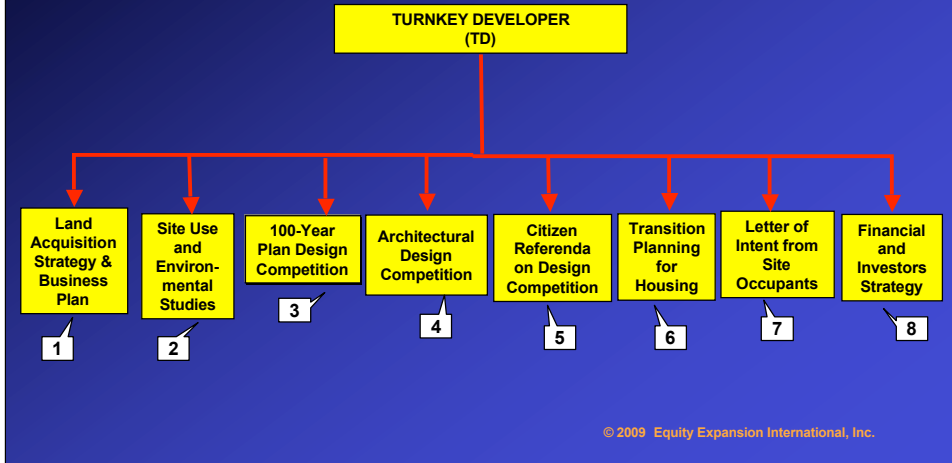 TURNKEY DEVELOPER
(TD)
Land
Acquisition
Strategy &
Business
Plan
1
Site Use
and
Environ-
mental
Studies
2
100-Year
Plan Design
Competition
3
Architectural
Design
Competition
4
Citizen
Referenda
on Design
Competition
5
Transition
Planning
for
Housing
6
Letter of
Intent from
Site
Occupants
7
Financial
and
Investors
Strategy
8
© 2009 Equity Expansion International, Inc.